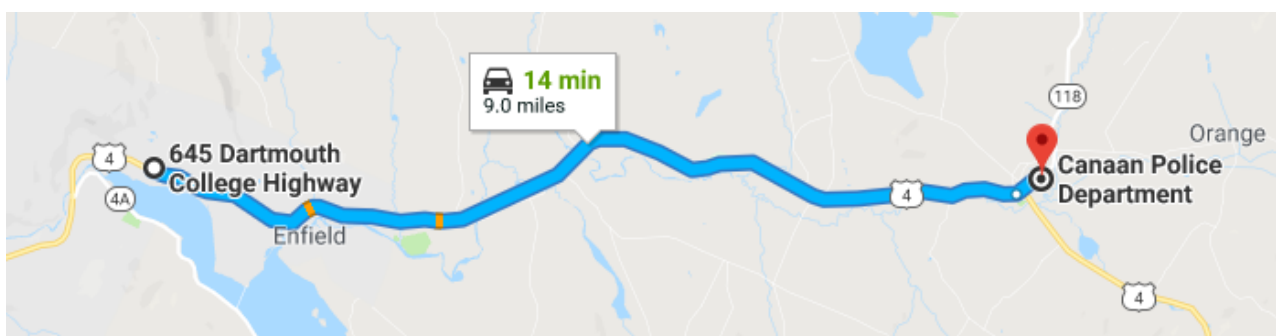 14 min
9.0 miles
118
Orange
4
645 Dartmouth
College Highway
Canaan Police
Department
4A
4
Enfield
4